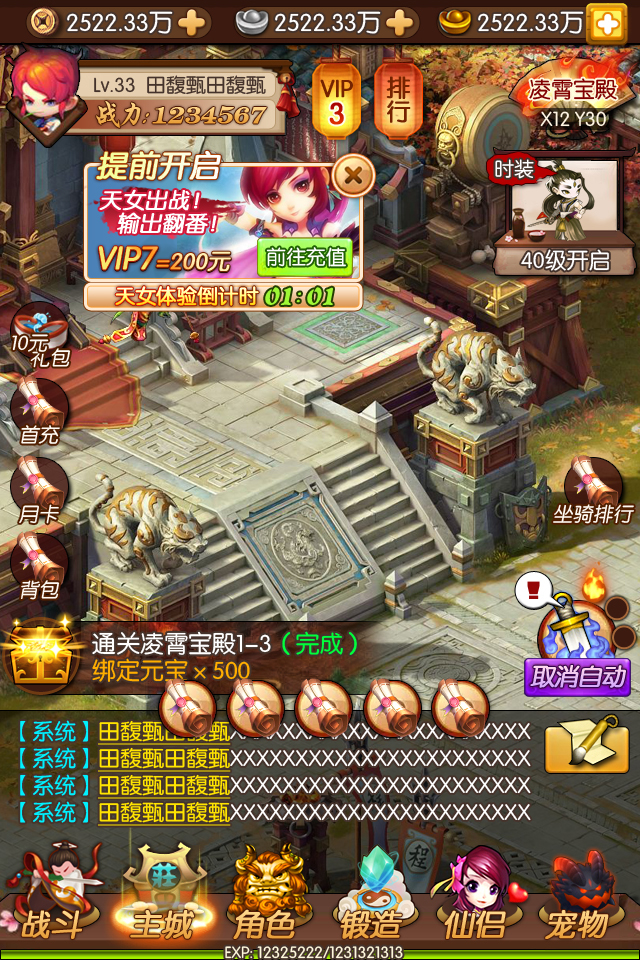 2522.33万
2522.33万
2522.33万
Lv.33 田馥甄田馥甄
战力:1234567
VIP
3
排行
凌霄宝殿
X12 Y30
提前开启
天女出战!
输出翻番!
VIP7=200元
前往充值
天女体验倒计时 01:01
时装
40级开启
10元
礼包
首充
月卡
背包
坐骑排行
通关凌霄宝殿1-3(完成)
绑定元宝×500
取消自动
【系统】田馥甄田馥甄XXXXXXXXXXXXXXXXXXXXXXX
【系统】田馥甄田馥甄XXXXXXXXXXXXXXXXXXXXXXX
【系统】田馥甄田馥甄XXXXXXXXXXXXXXXXXXXXXXX
【系统】田馥甄田馥甄XXXXXXXXXXXXXXXXXXXXXXX
程
莊
战斗
主城
角色
锻造
仙侣
宠物
EXP: 12325222/1231321313